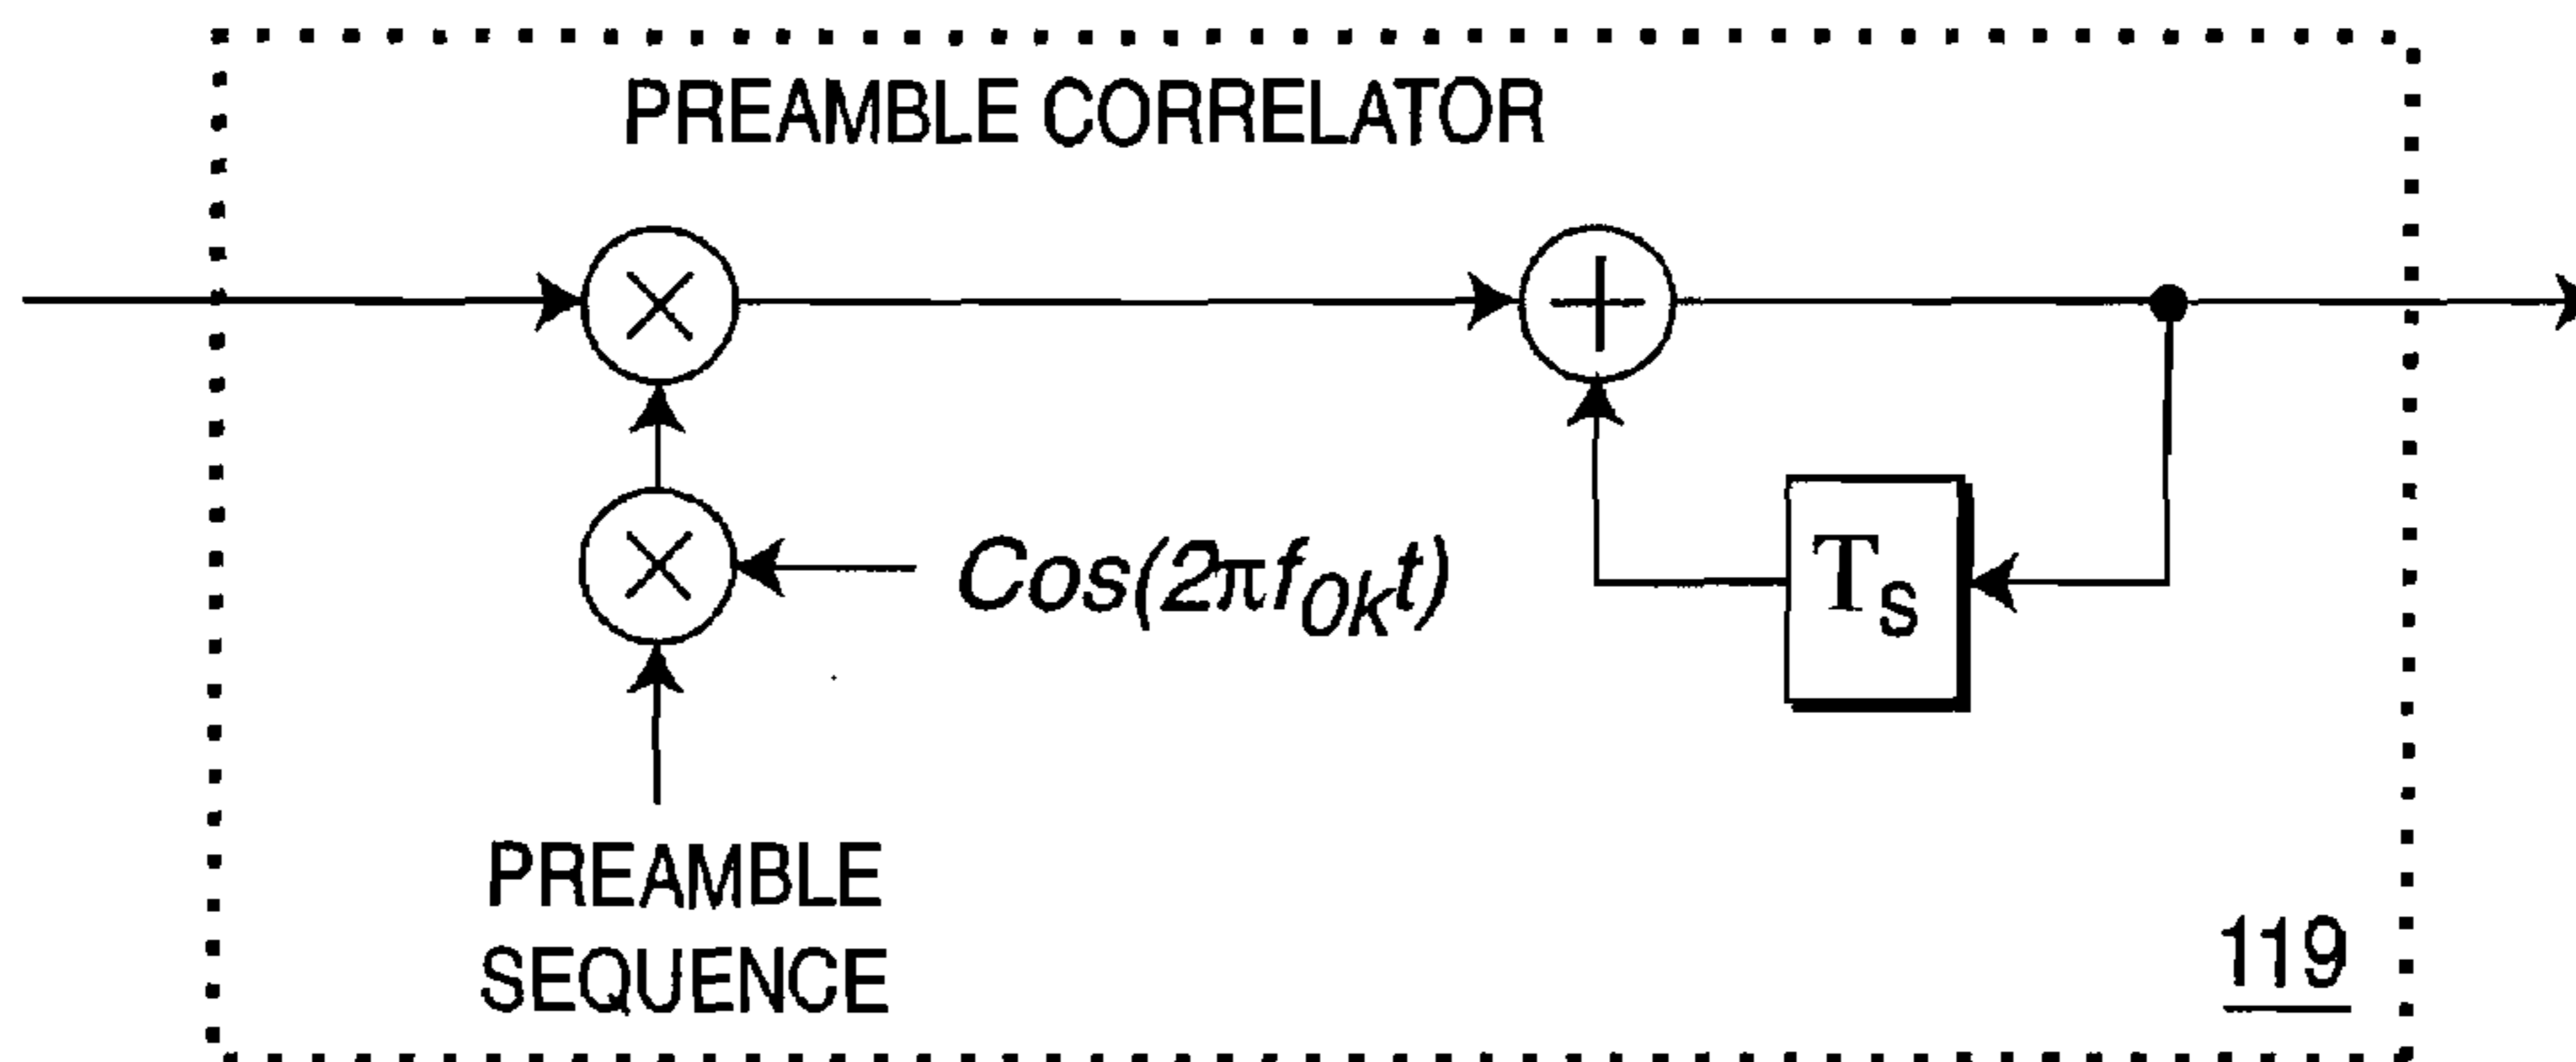 PREAMBLE CORRELATOR
Cos(2πf0kt)
TS
PREAMBLE
SEQUENCE
119